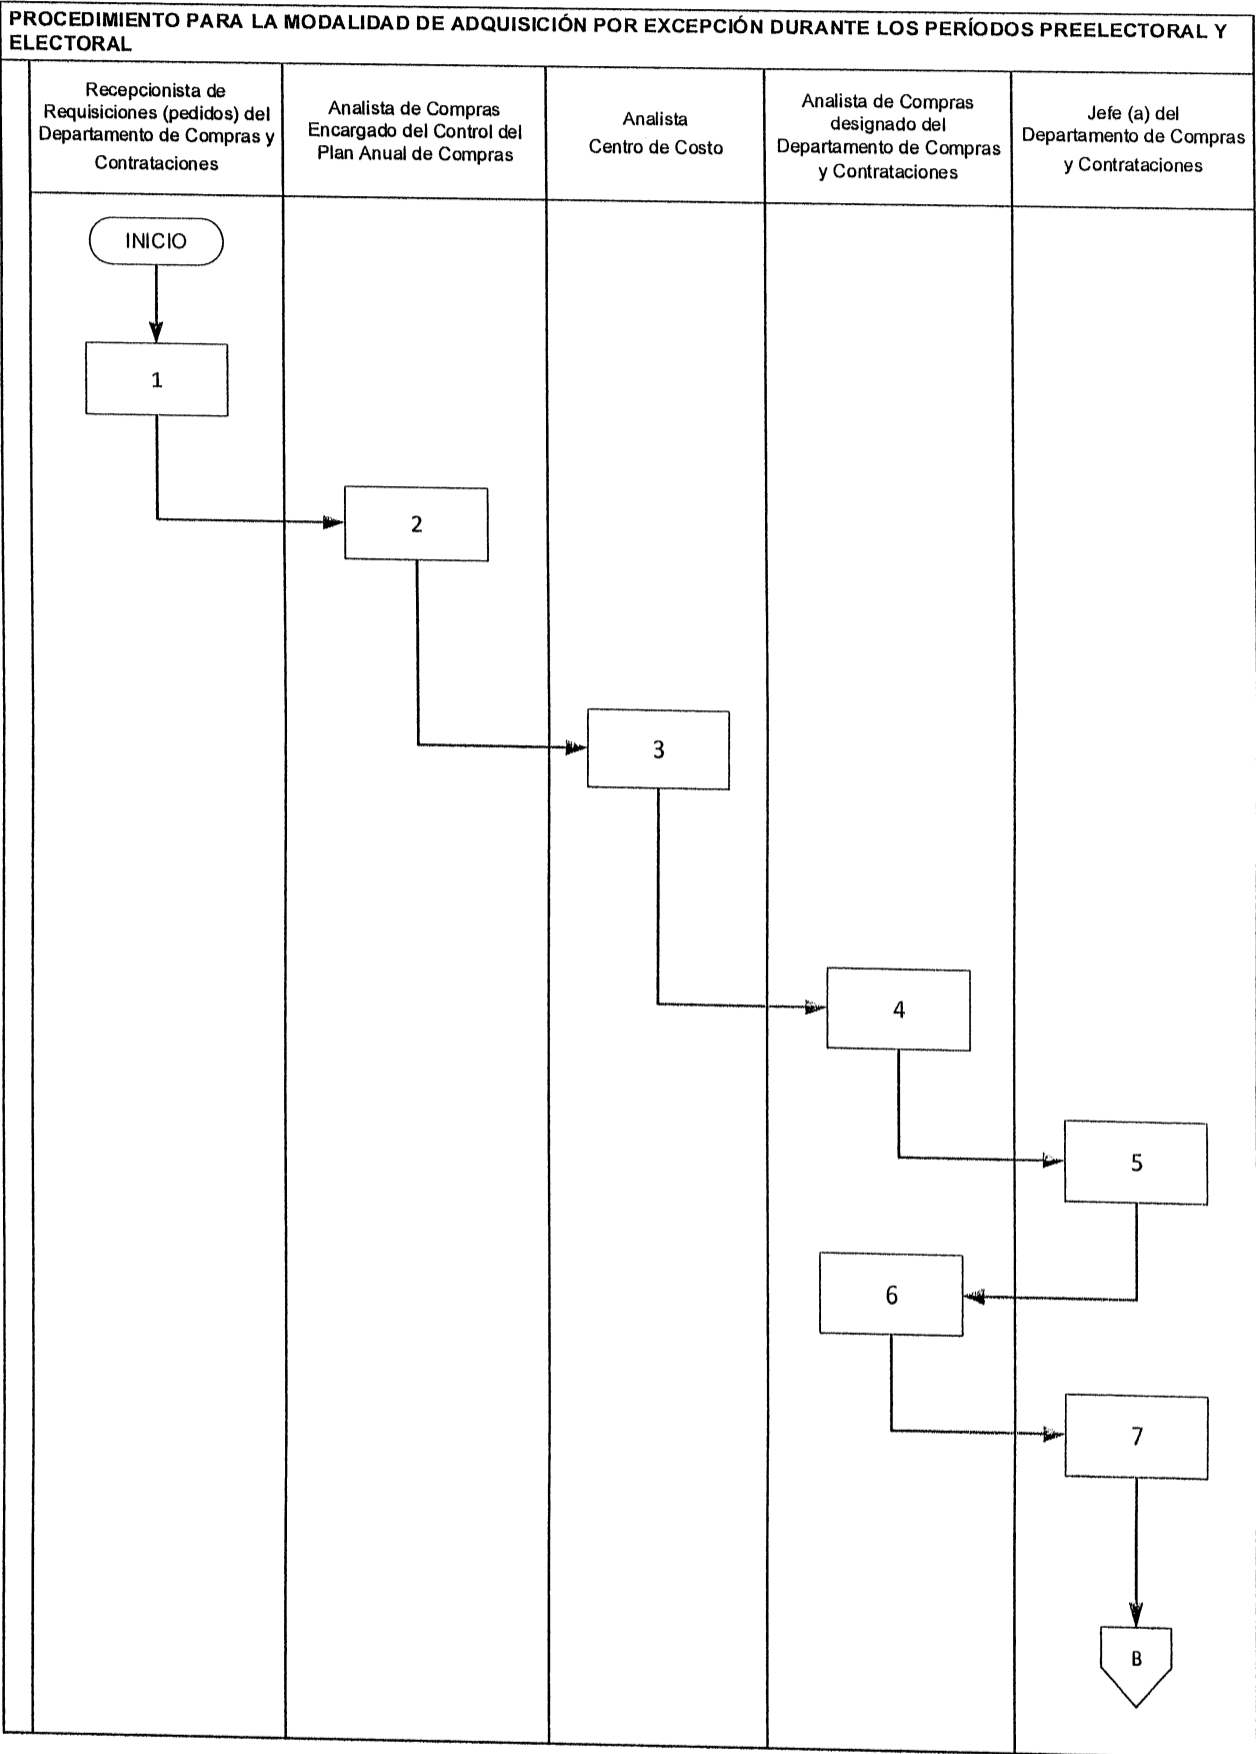 PROCEDIMIENTO PARA LA MODALIDAD DE ADQUISICIÓN POR EXCEPCIÓN DURANTE LOS PERÍODOS PREELECTORAL Y
ELECTORAL
Recepcionista de
Requisiciones (pedidos) del
Departamento de Compras y
Contrataciones
Analista de Compras
Encargado del Control del
Plan Anual de Compras
Analista
Centro de Costo
Analista de Compras
designado del
Departamento de Compras
y Contrataciones
Jefe (a) del
Departamento de Compras
y Contrataciones
INICIO
1
2
3
4
5
6
7
B